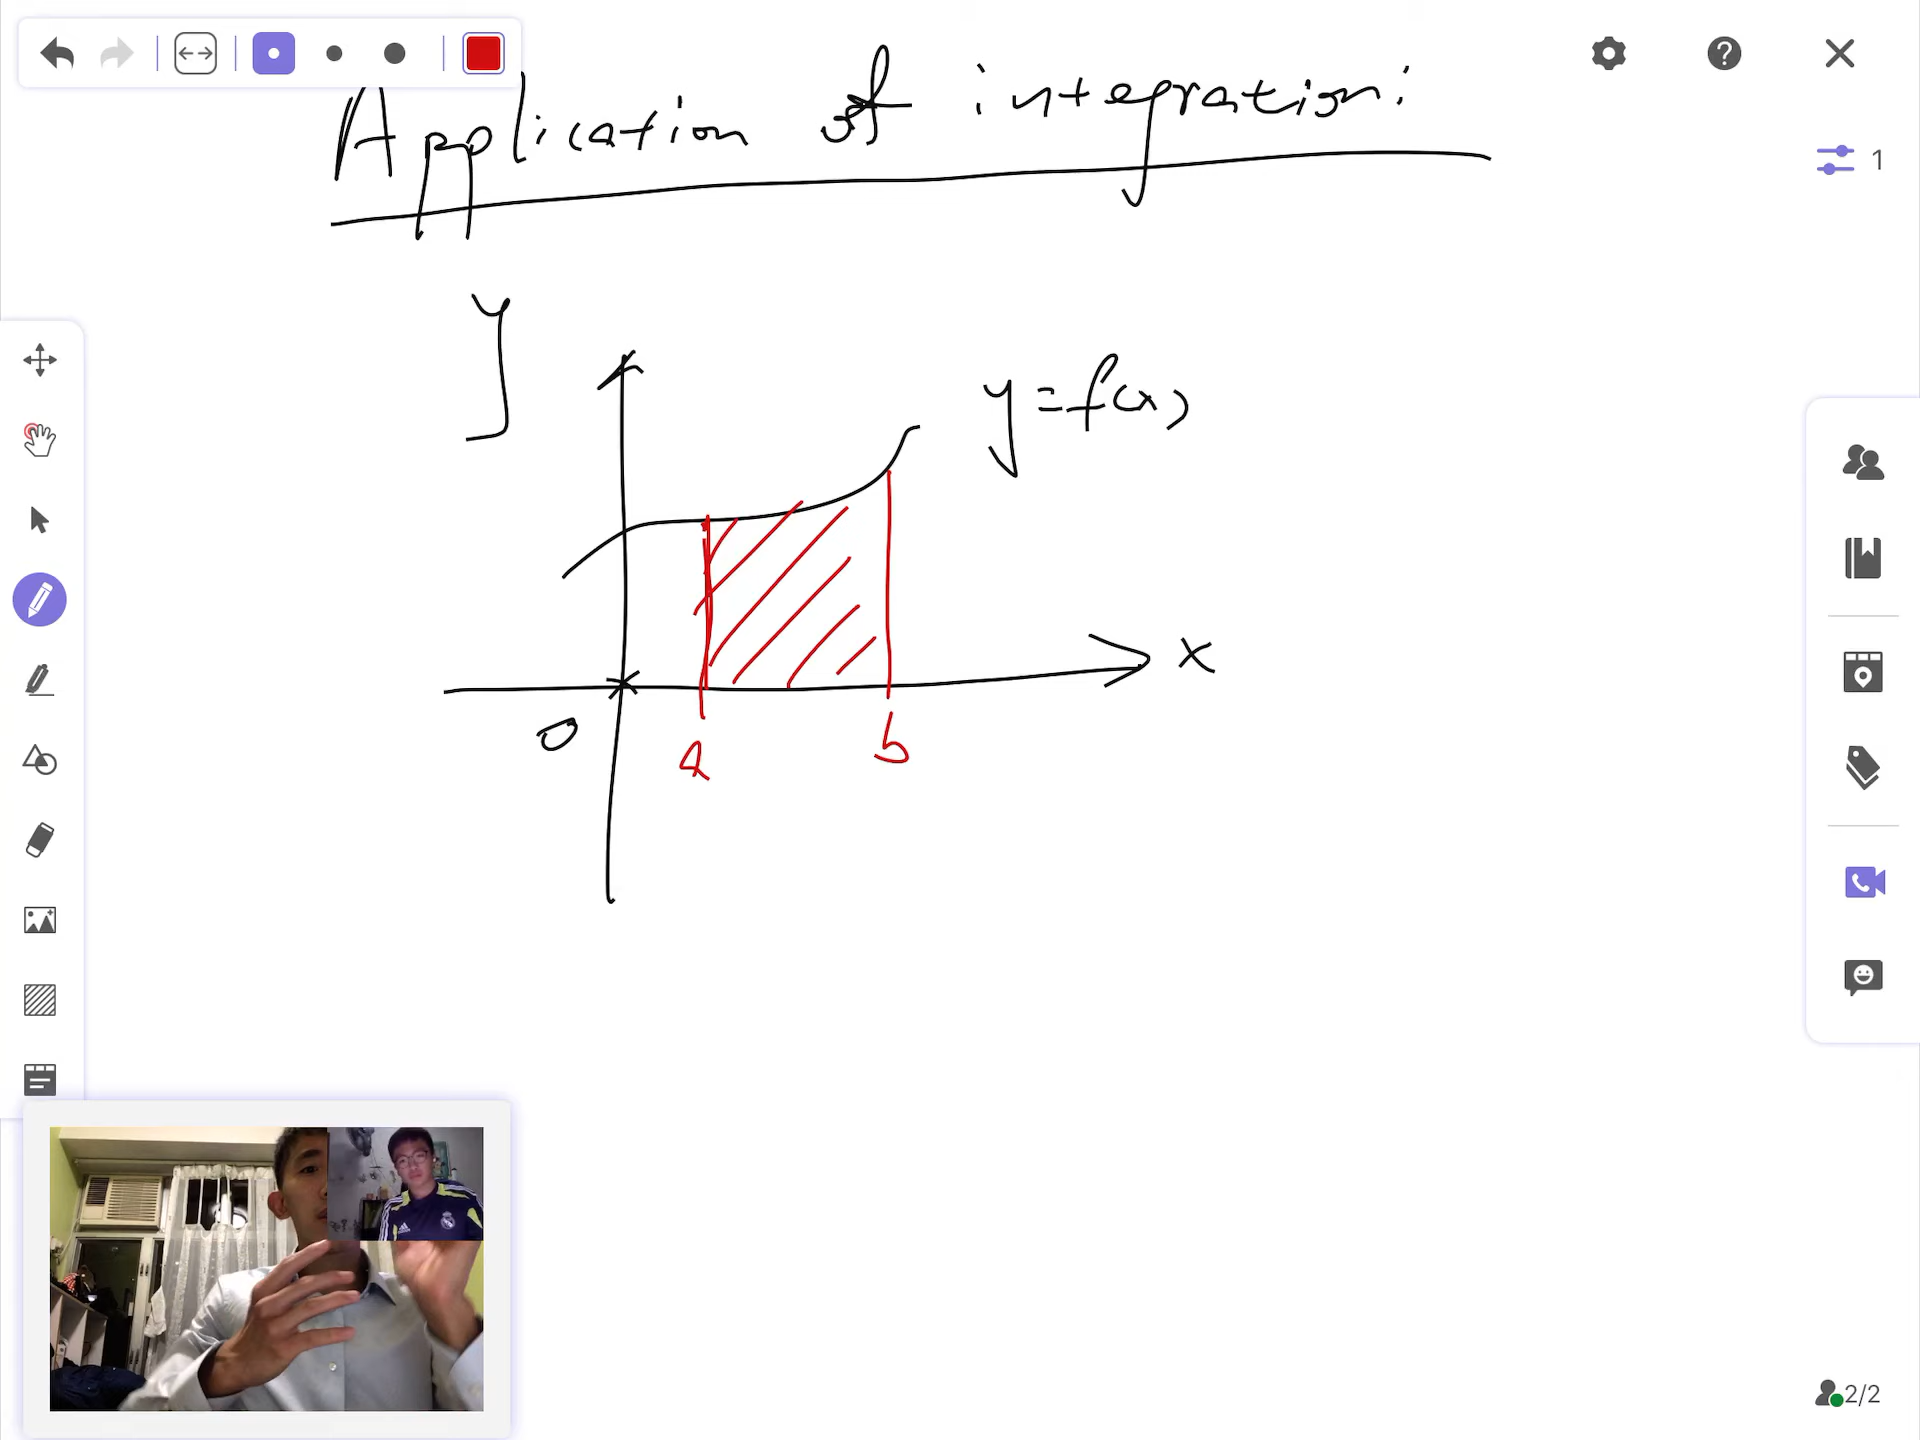 Application of integration:
1
y
y=f(x)
x
0
a
b
2/2